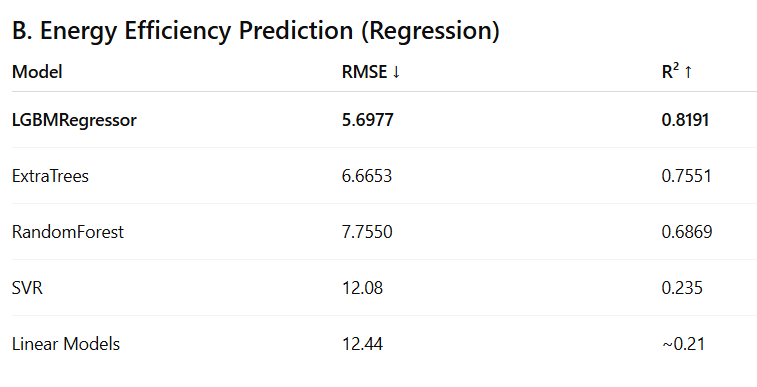 B. Energy Efficiency Prediction (Regression)
Model RMSE ↓ R² ↑
LGBMRegressor 5.6977 0.8191
ExtraTrees 6.6653 0.7551
RandomForest 7.7550 0.6869
SVR 12.08 0.235
Linear Models 12.44 ~0.21